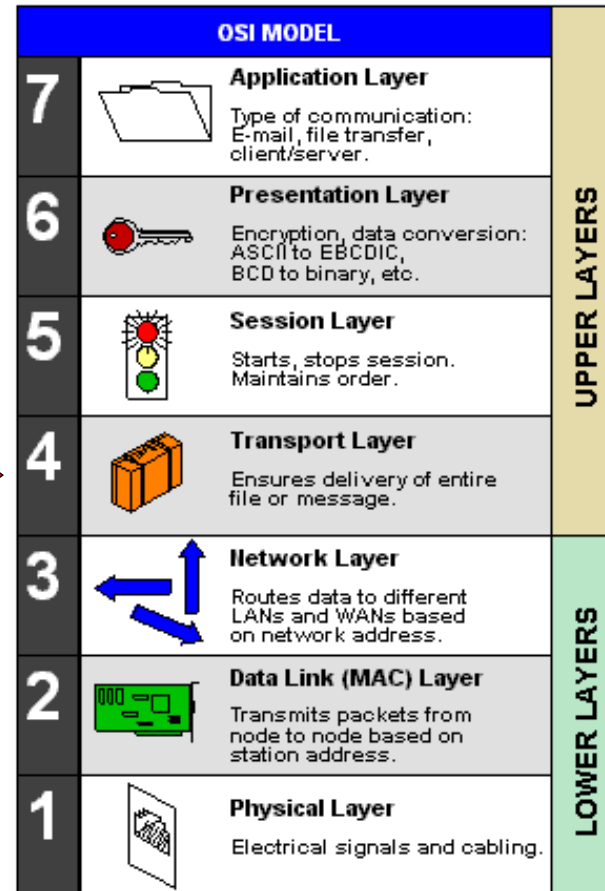 OSI MODEL
7
Application Layer
Type of communication:
E-mail, file transfer,
client/server.
6
Presentation Layer
Encryption, data conversion:
ASCII to EBCDIC,
BCD to binary, etc.
5
Session Layer
Starts, stops session.
Maintains order.
4
Transport Layer
Ensures delivery of entire
file or message.
UPPER LAYERS
3
Network Layer
Routes data to different
LANs and WANs based
on network address.
2
Data Link (MAC) Layer
Transmits packets from
node to node based on
station address.
1
Physical Layer
Electrical signals and cabling.
LOWER LAYERS